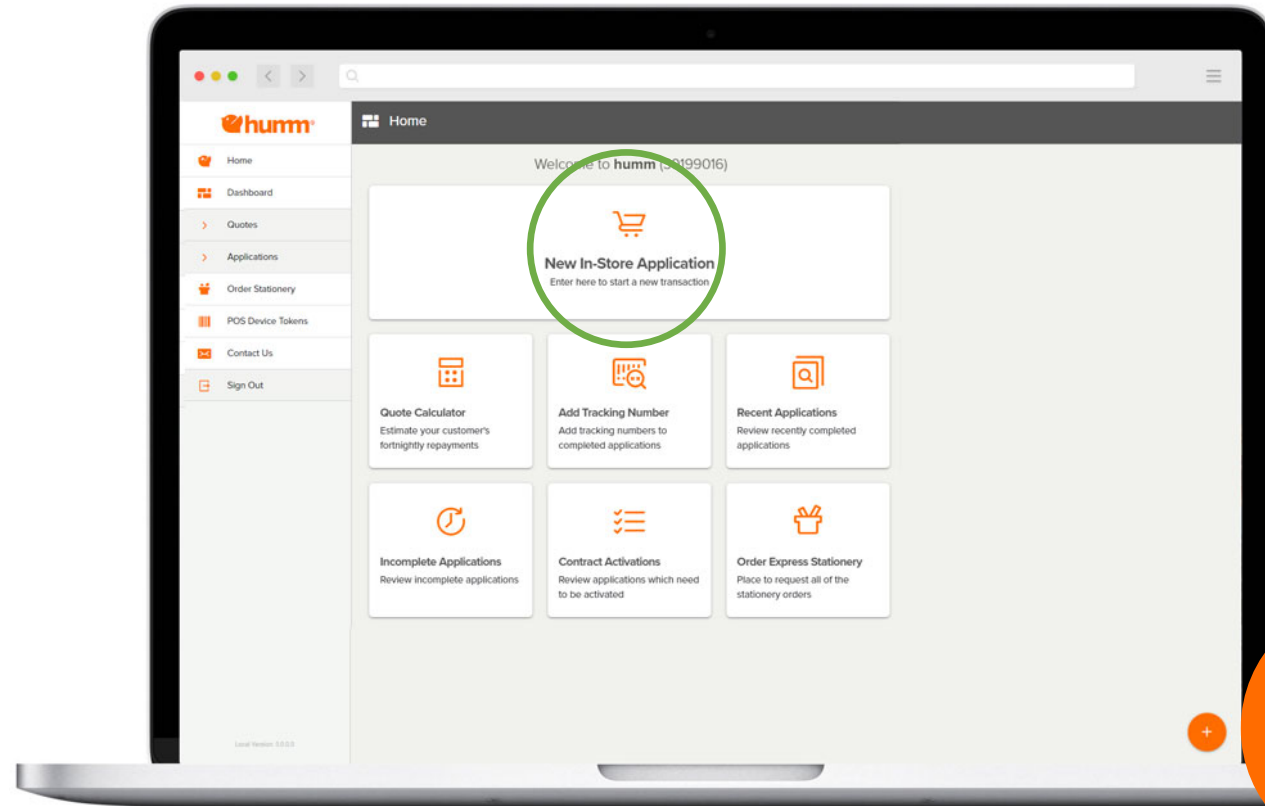 humm
Home
Home
Dashboard
Quotes
Applications
Order Stationery
POS Device Tokens
Contact Us
Sign Out
Welcome to humm
New In-Store Application
Enter here to start a new transaction
Quote Calculator
Estimate your customer's
fortnightly repayments
Add Tracking Number
Add tracking numbers to
completed applications
Recent Applications
Review recently completed
applications
Incomplete Applications
Review incomplete applications
Contract Activations
Review applications which need
to be activated
Order Express Stationery
Place to request all of the
stationery orders